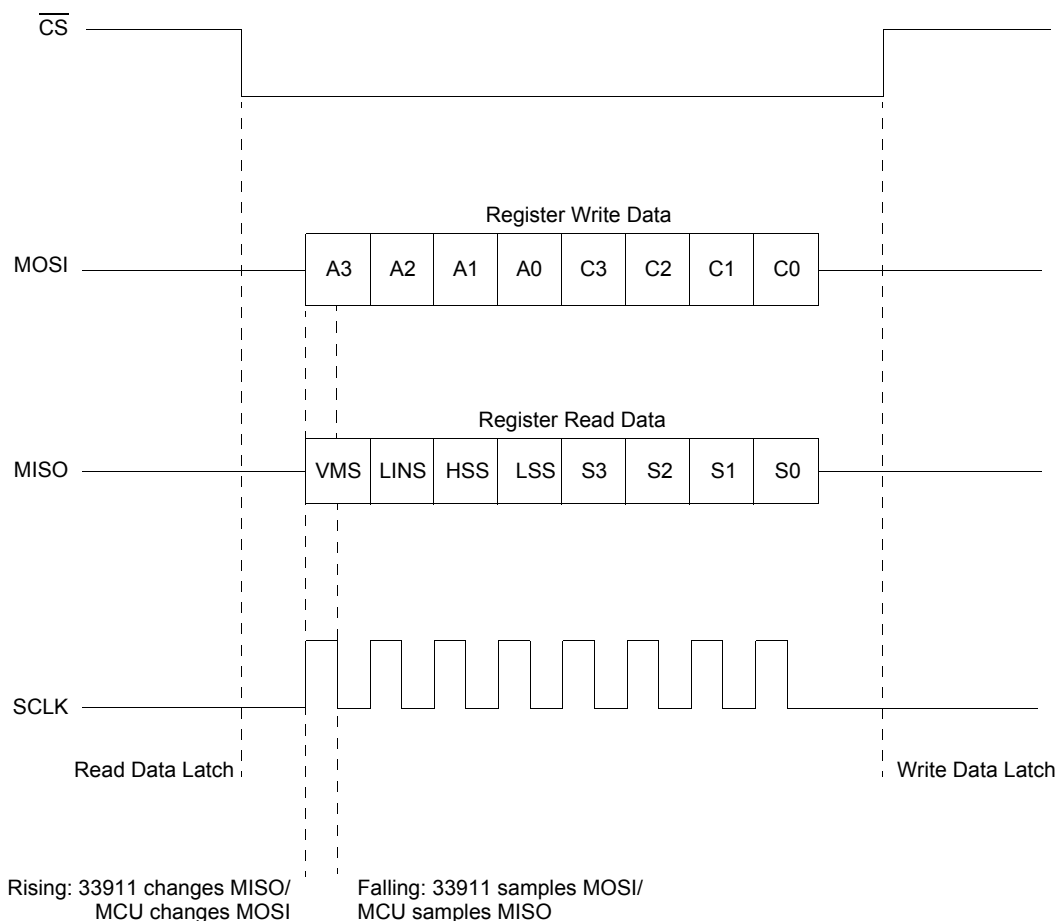 CS
Register Write Data
MOSI A3 A2 A1 A0 C3 C2 C1 C0
Register Read Data
MISO VMS LINS HSS LSS S3 S2 S1 S0
SCLK
Read Data Latch
Write Data Latch
Rising: 33911 changes MISO/
MCU changes MOSI
Falling: 33911 samples MOSI/
MCU samples MISO